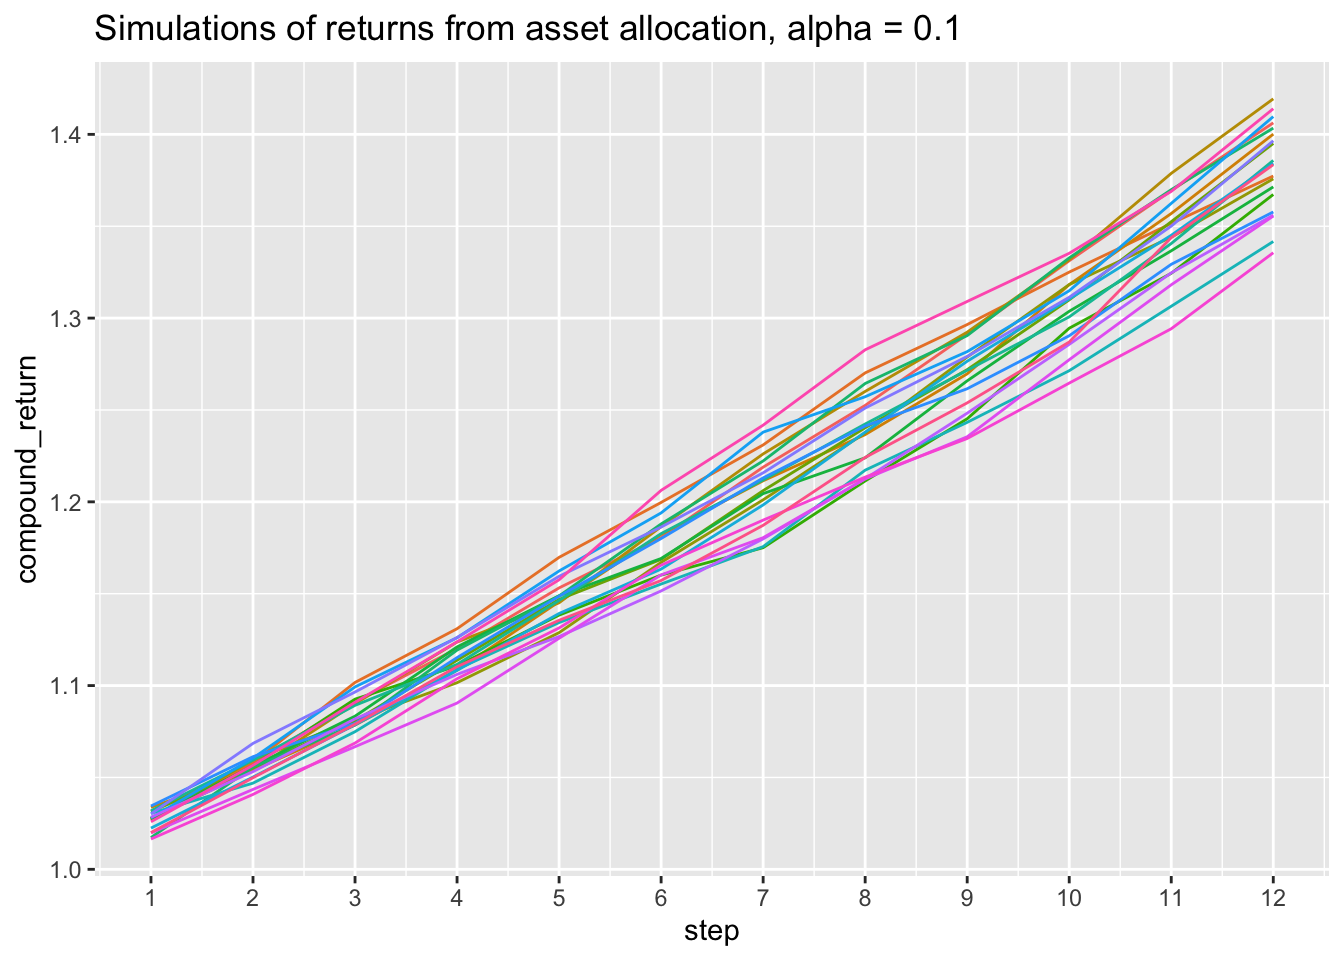 Simulations of returns from asset allocation, alpha = 0.1
compound_return
1.4
1.3
1.2
1.1
1.0
1 2 3 4 5 6 7 8 9 10 11 12
step